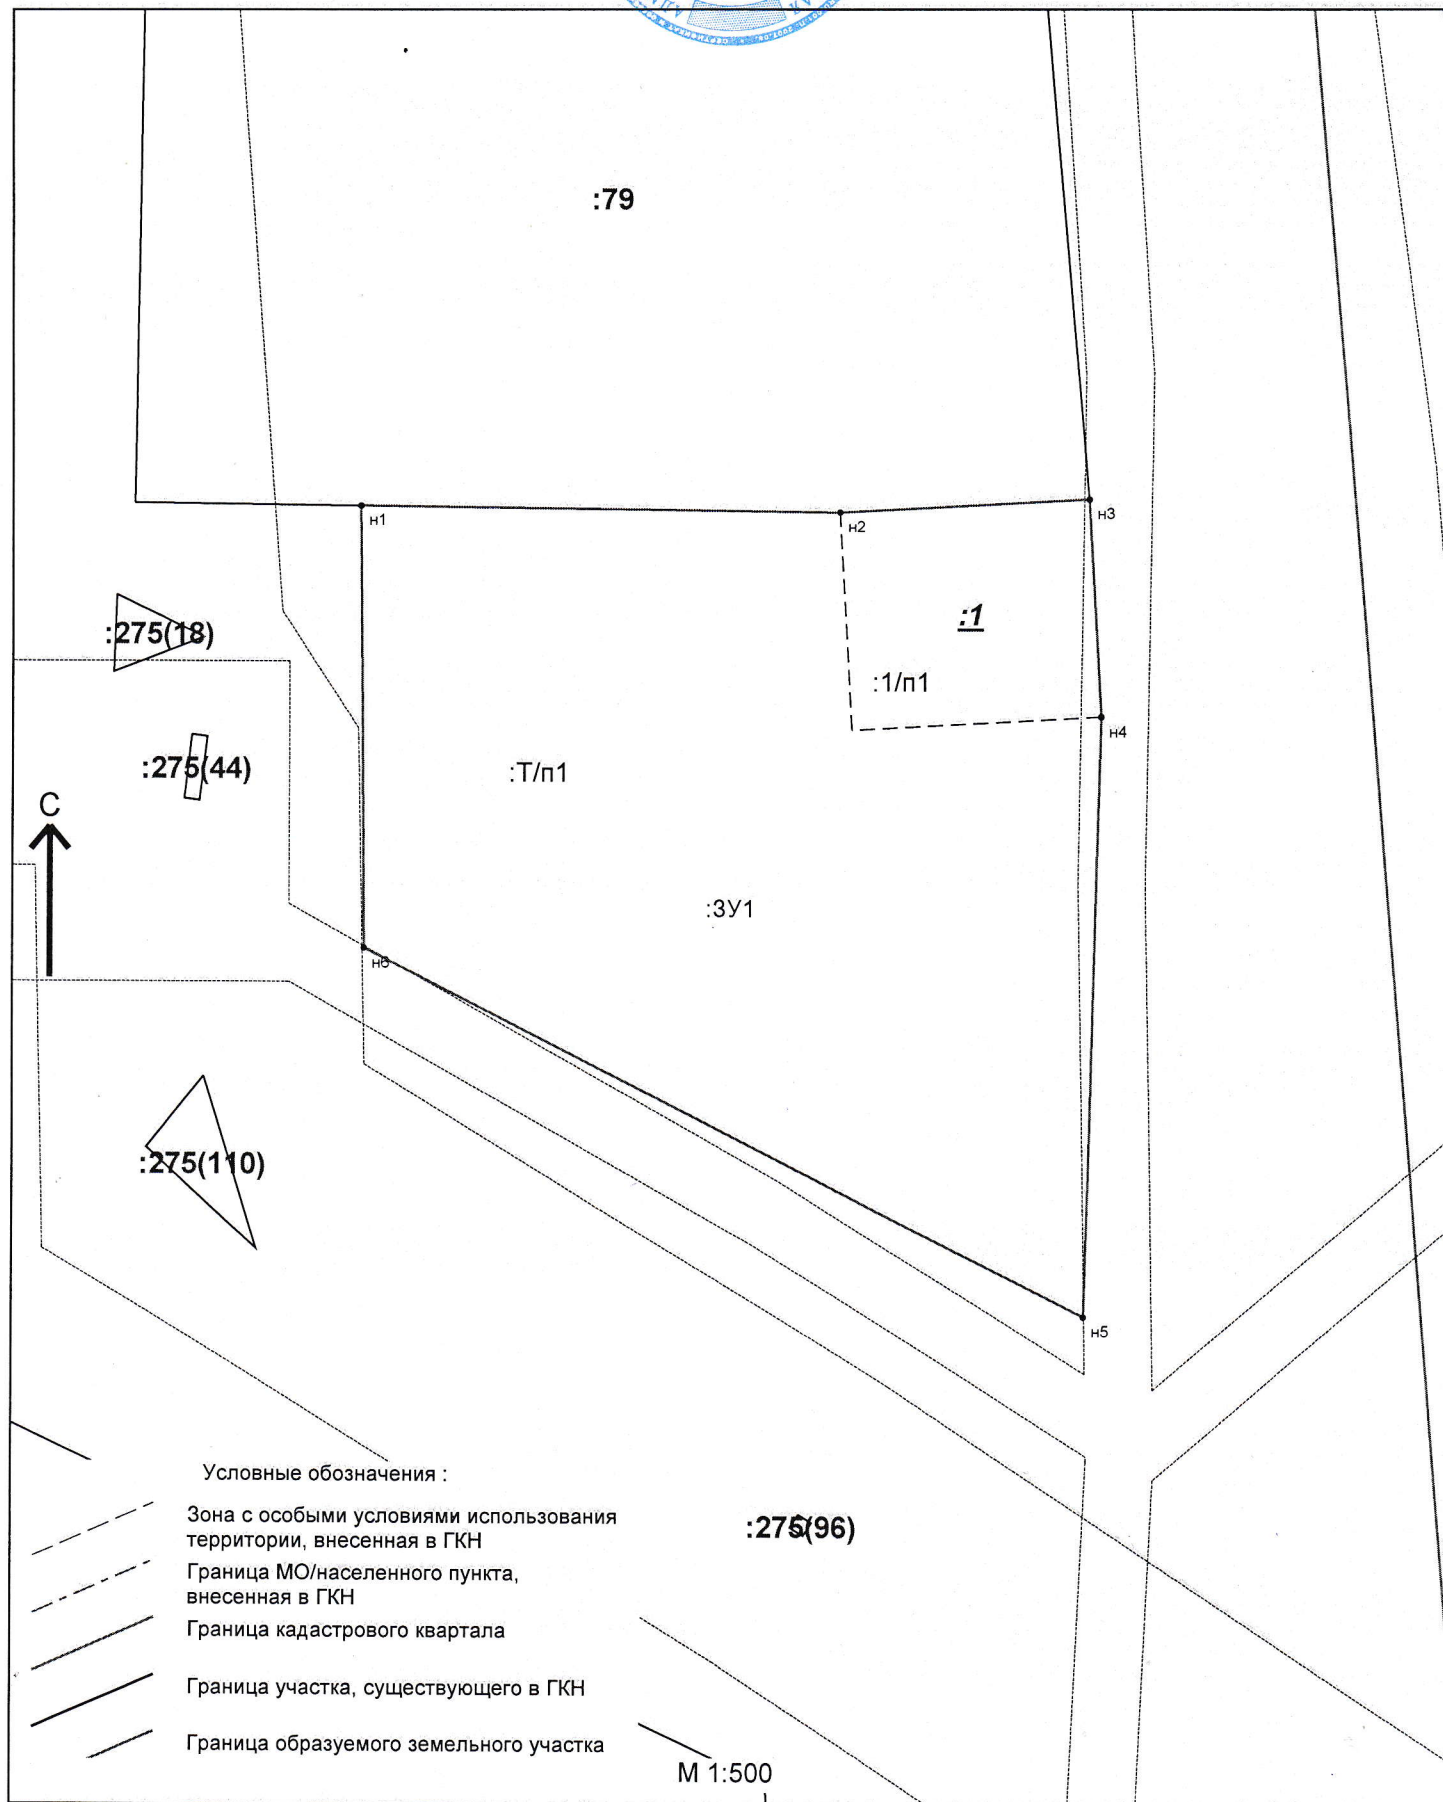 :79
н1
н2
н3
:275(18)
:1
:1/п1
н4
:275(44)
:Т/п1
С
:ЗУ1
н6
:275(110)
н5
Условные обозначения :
Зона с особыми условиями использования
территории, внесенная в ГКН
Граница МО/населенного пункта,
внесенная в ГКН
Граница кадастрового квартала
Граница участка, существующего в ГКН
Граница образуемого земельного участка
:275(96)
М 1:500